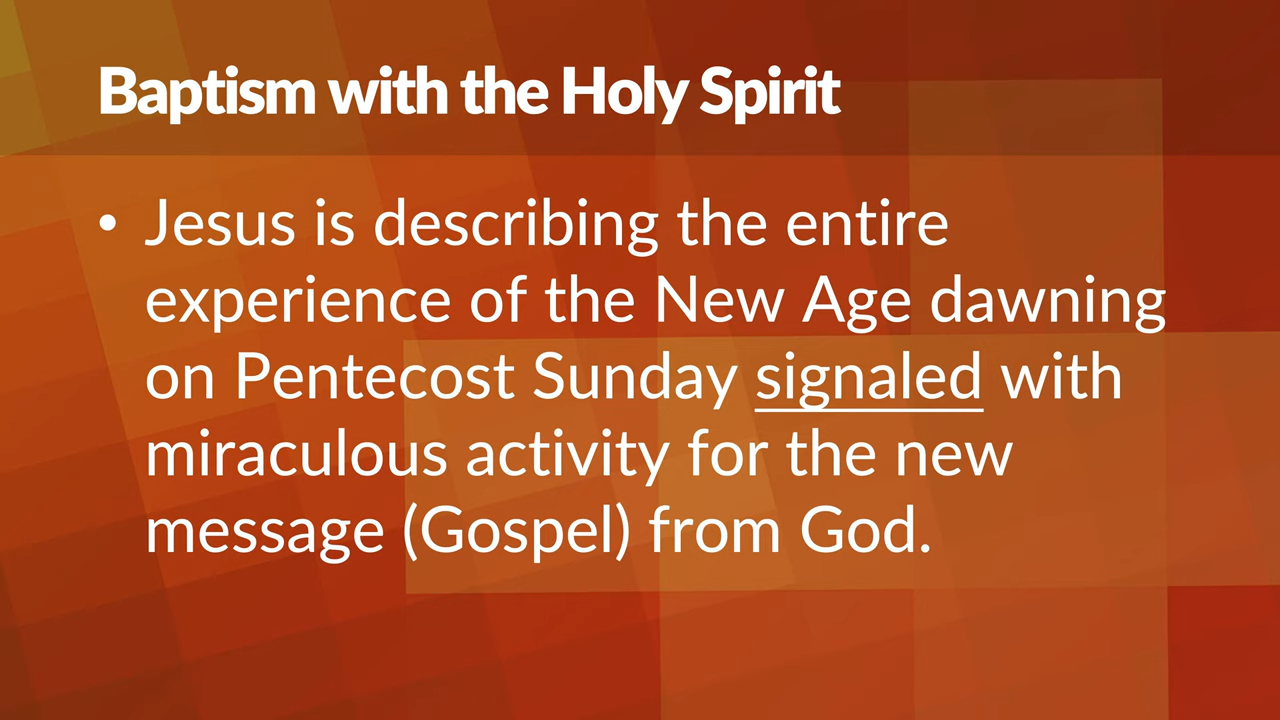 Baptism with the Holy Spirit
• Jesus is describing the entire
experience of the New Age dawning
on Pentecost Sunday signaled with
miraculous activity for the new
message (Gospel) from God.